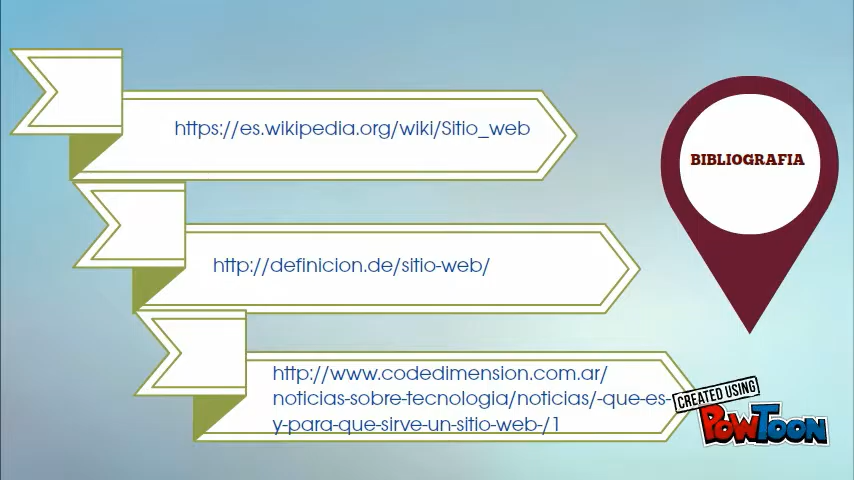 https://es.wikipedia.org/wiki/Sitio_web
BIBLIOGRAFIA
http://definicion.de/sitio-web/
http://www.codedimension.com.ar/
noticias-sobre-tecnologia/noticias/-que-es-
y-para-que-sirve-un-sitio-web-/1
CREATED USING
POWTOON